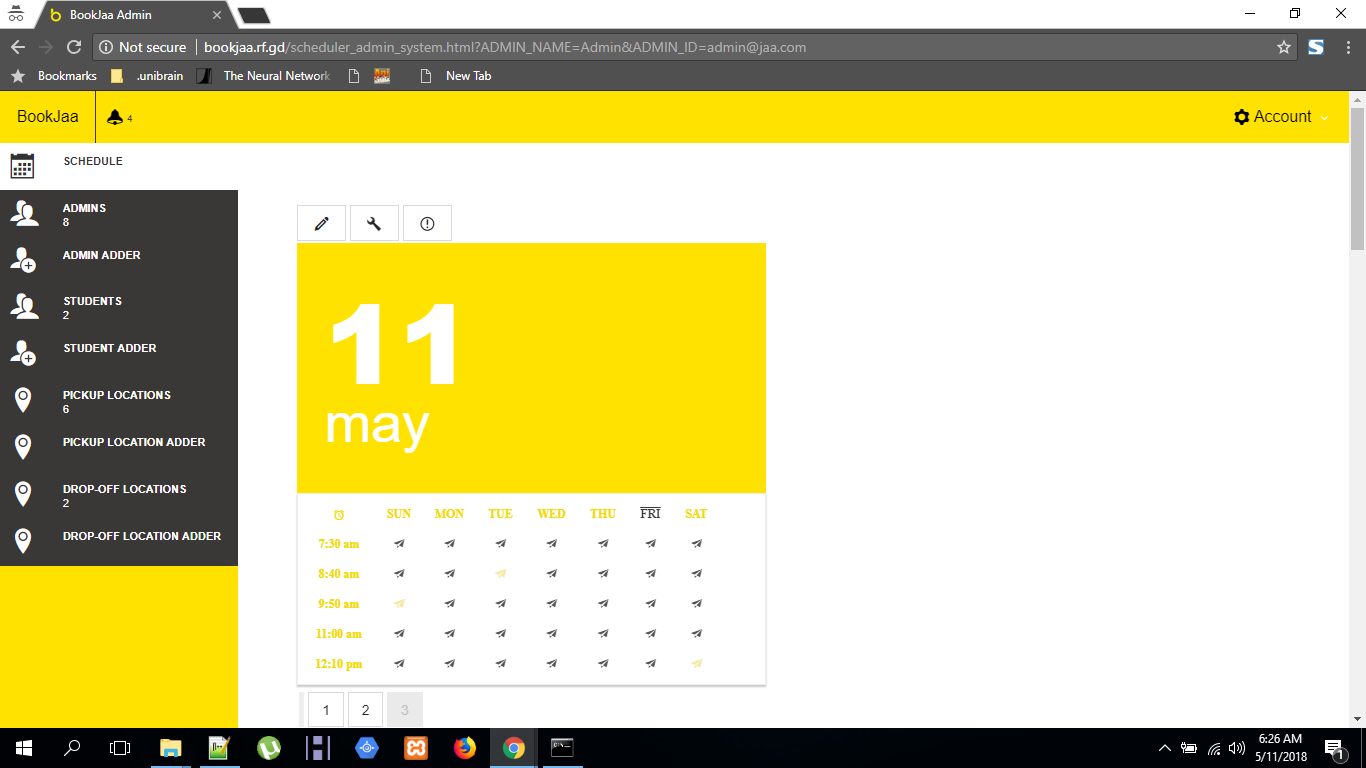 BookJaa Admin
Not secure
bookjaa.rf.gd/scheduler_admin_system.html?ADMIN_NAME=Admin&ADMIN_ID=admin@jaa.com
Bookmarks .unibrain The Neural Network New Tab
BookJaa 4 Account
SCHEDULE
ADMINS
8
ADMIN ADDER
STUDENTS
2
STUDENT ADDER
PICKUP LOCATIONS
6
PICKUP LOCATION ADDER
DROP-OFF LOCATIONS
2
DROP-OFF LOCATION ADDER
11
may
SUN MON TUE WED THU FRI SAT
7:30 am
8:40 am
9:50 am
11:00 am
12:10 pm
1 2 3
6:26 AM
5/11/2018
1